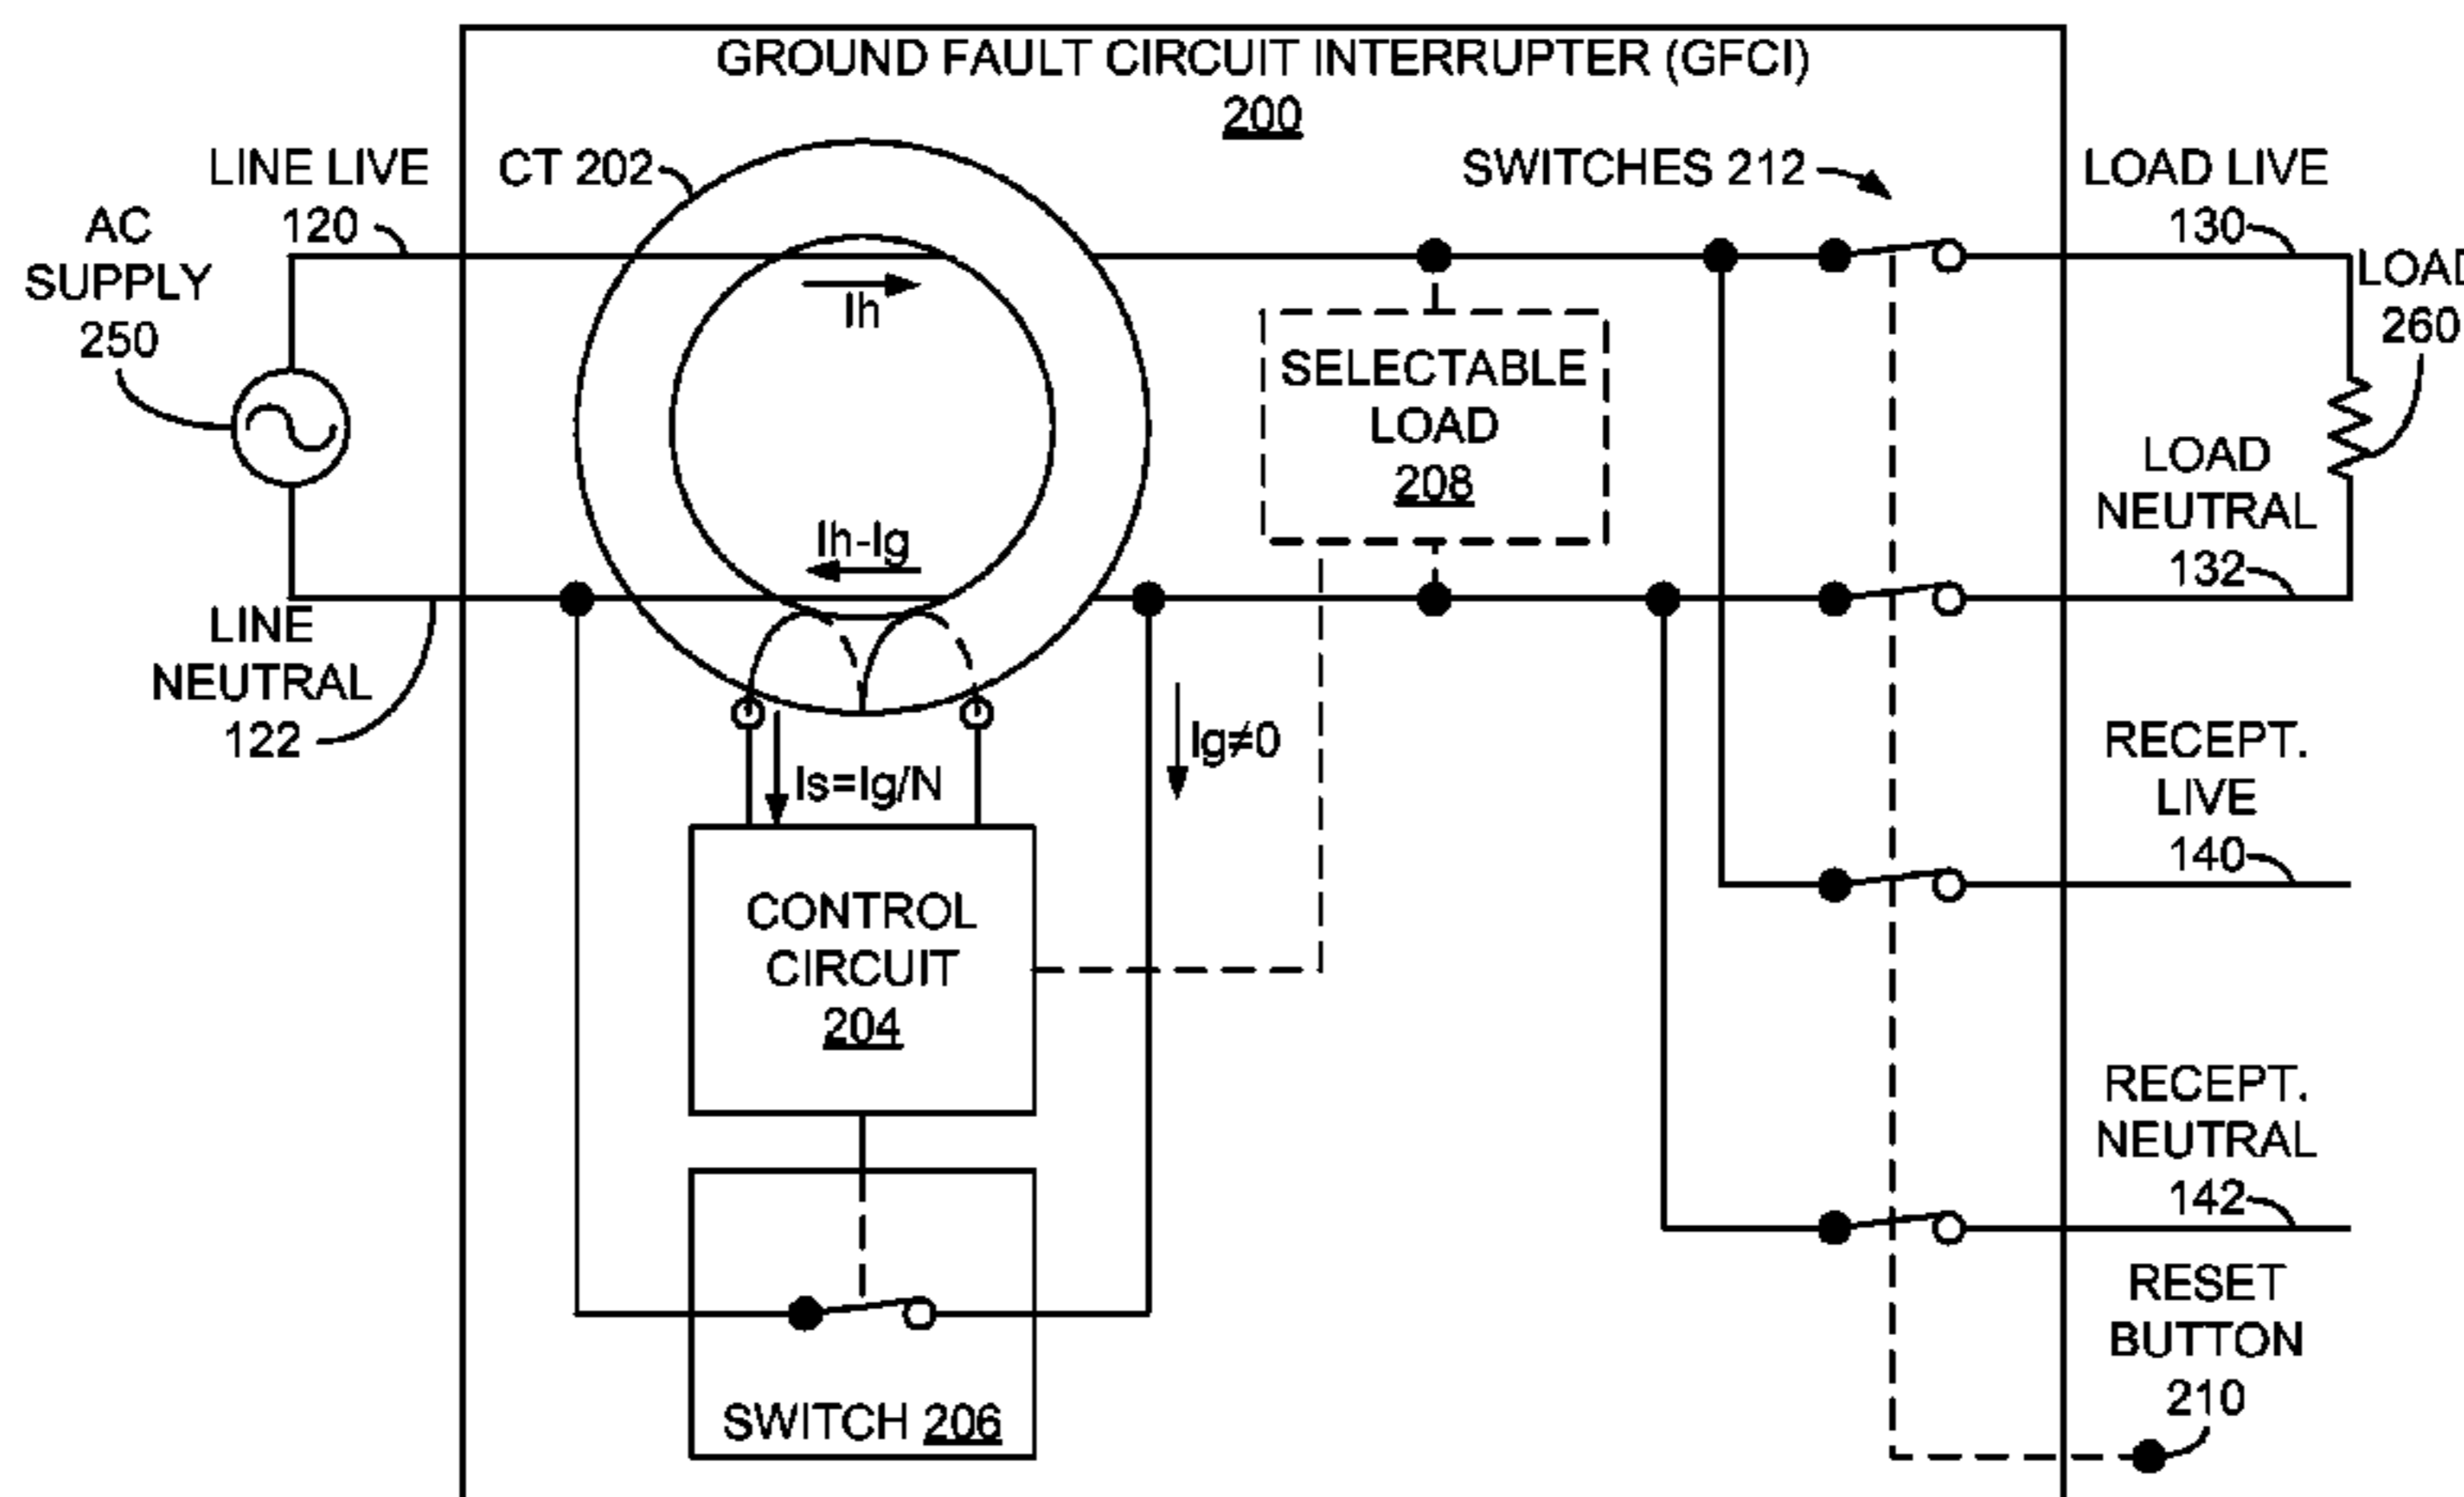 GROUND FAULT CIRCUIT INTERRUPTER (GFCI)
200
LINE LIVE
120
CT 202
SWITCHES 212
LOAD LIVE
130
AC
SUPPLY
250
LOAD
260
Ih
SELECTABLE
LOAD
208
LOAD
NEUTRAL
132
Ih-Ig
LINE
NEUTRAL
122
Is=Ig/N
Ig≠0
RECEPT.
LIVE
140
CONTROL
CIRCUIT
204
RECEPT.
NEUTRAL
142
RESET
BUTTON
210
SWITCH 206